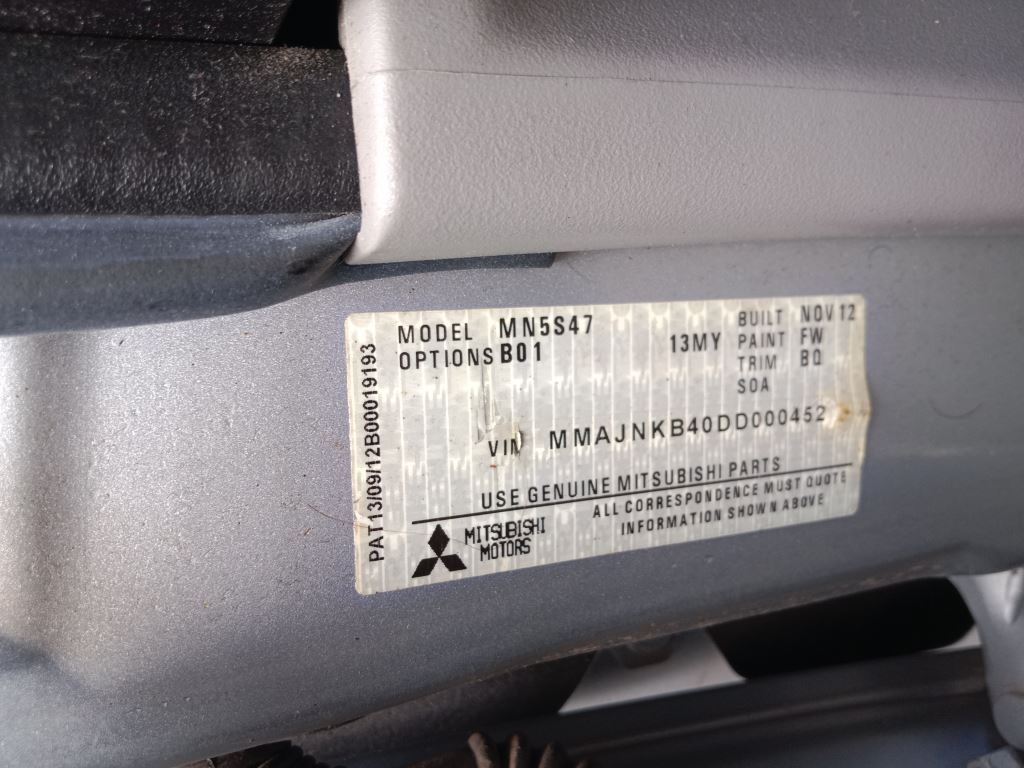 PAT13/09/12B00019193
MODEL MN5S47
OPTIONS B01
13MY
BUILT NOV 12
PAINT FW
TRIM BQ
SOA
VIN MMAJNKB40DD000452
USE GENUINE MITSUBISHI PARTS
ALL CORRESPONDENCE MUST QUOTE
INFORMATION SHOWN ABOVE
MITSUBISHI
MOTORS